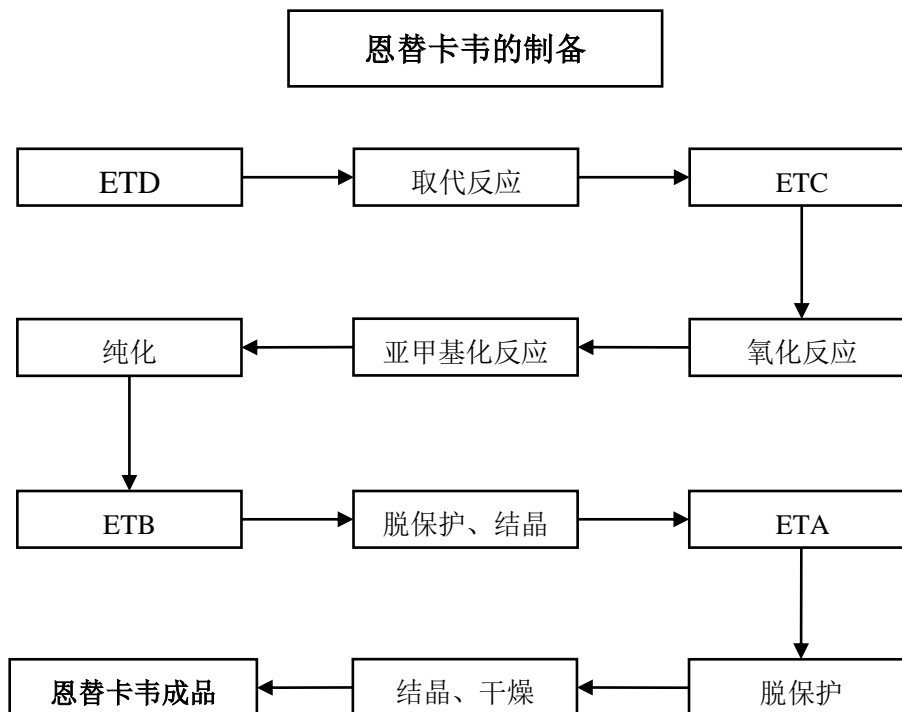 恩替卡韦的制备
ETD
取代反应
ETC
氧化反应
亚甲基化反应
纯化
ETB
脱保护、结晶
ETA
脱保护
结晶、干燥
恩替卡韦成品